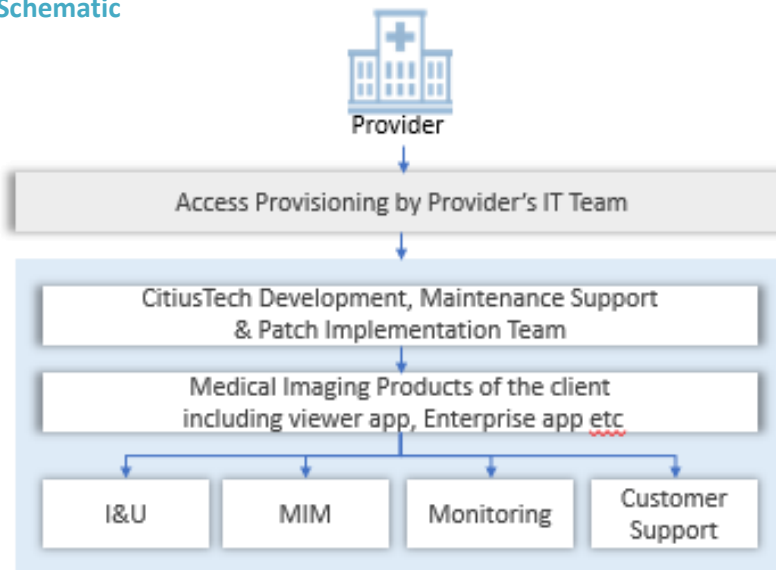 Schematic
Provider
Access Provisioning by Provider's IT Team
CitiusTech Development, Maintenance Support
& Patch Implementation Team
Medical Imaging Products of the client
including viewer app, Enterprise app etc
I&U
MIM
Monitoring
Customer
Support